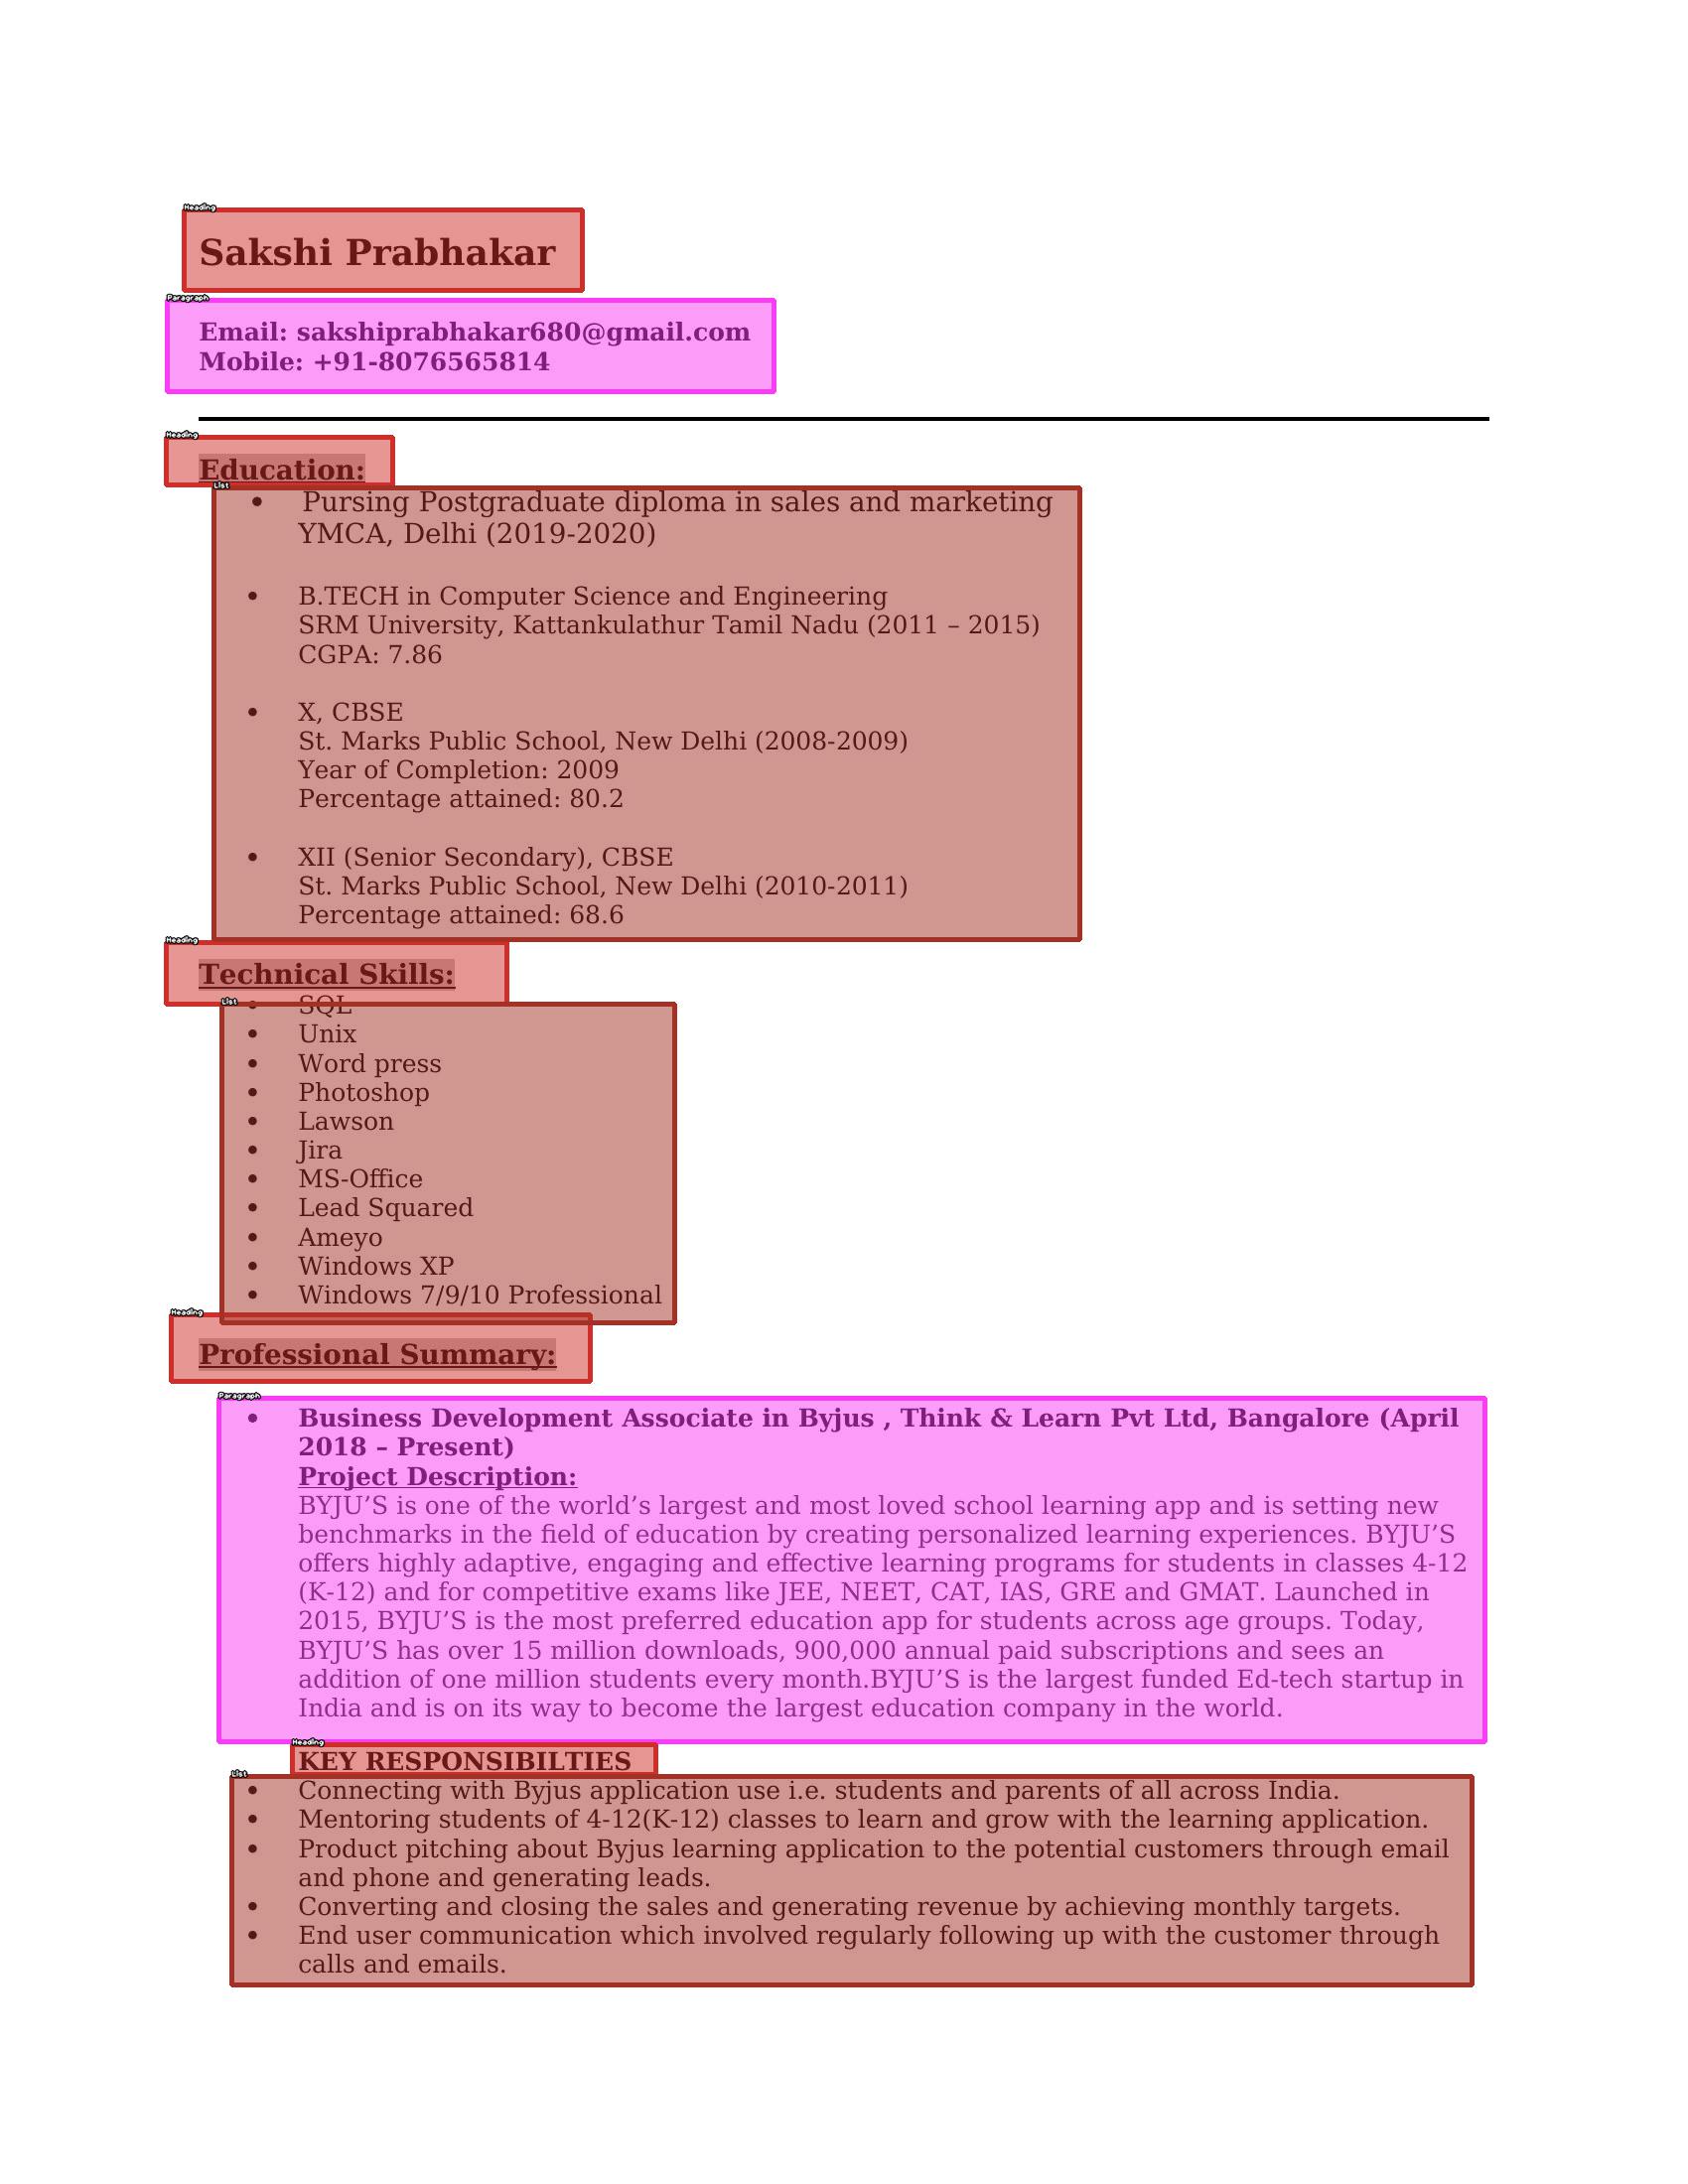 Heading
Sakshi Prabhakar
Paragraph
Email: sakshiprabhakar680@gmail.com
Mobile: +91-8076565814
Heading
Education:
List
• Pursing Postgraduate diploma in sales and marketing
YMCA, Delhi (2019-2020)
• B.TECH in Computer Science and Engineering
SRM University, Kattankulathur Tamil Nadu (2011 – 2015)
CGPA: 7.86
• X, CBSE
St. Marks Public School, New Delhi (2008-2009)
Year of Completion: 2009
Percentage attained: 80.2
• XII (Senior Secondary), CBSE
St. Marks Public School, New Delhi (2010-2011)
Percentage attained: 68.6
Heading
Technical Skills:
List
• SQL
• Unix
• Word press
• Photoshop
• Lawson
• Jira
• MS-Office
• Lead Squared
• Ameyo
• Windows XP
• Windows 7/9/10 Professional
Heading
Professional Summary:
Paragraph
• Business Development Associate in Byjus , Think & Learn Pvt Ltd, Bangalore (April
2018 – Present)
Project Description:
BYJU’S is one of the world’s largest and most loved school learning app and is setting new
benchmarks in the field of education by creating personalized learning experiences. BYJU’S
offers highly adaptive, engaging and effective learning programs for students in classes 4-12
(K-12) and for competitive exams like JEE, NEET, CAT, IAS, GRE and GMAT. Launched in
2015, BYJU’S is the most preferred education app for students across age groups. Today,
BYJU’S has over 15 million downloads, 900,000 annual paid subscriptions and sees an
addition of one million students every month.BYJU’S is the largest funded Ed-tech startup in
India and is on its way to become the largest education company in the world.
Heading
KEY RESPONSIBILTIES
List
• Connecting with Byjus application use i.e. students and parents of all across India.
• Mentoring students of 4-12(K-12) classes to learn and grow with the learning application.
• Product pitching about Byjus learning application to the potential customers through email
and phone and generating leads.
• Converting and closing the sales and generating revenue by achieving monthly targets.
• End user communication which involved regularly following up with the customer through
calls and emails.